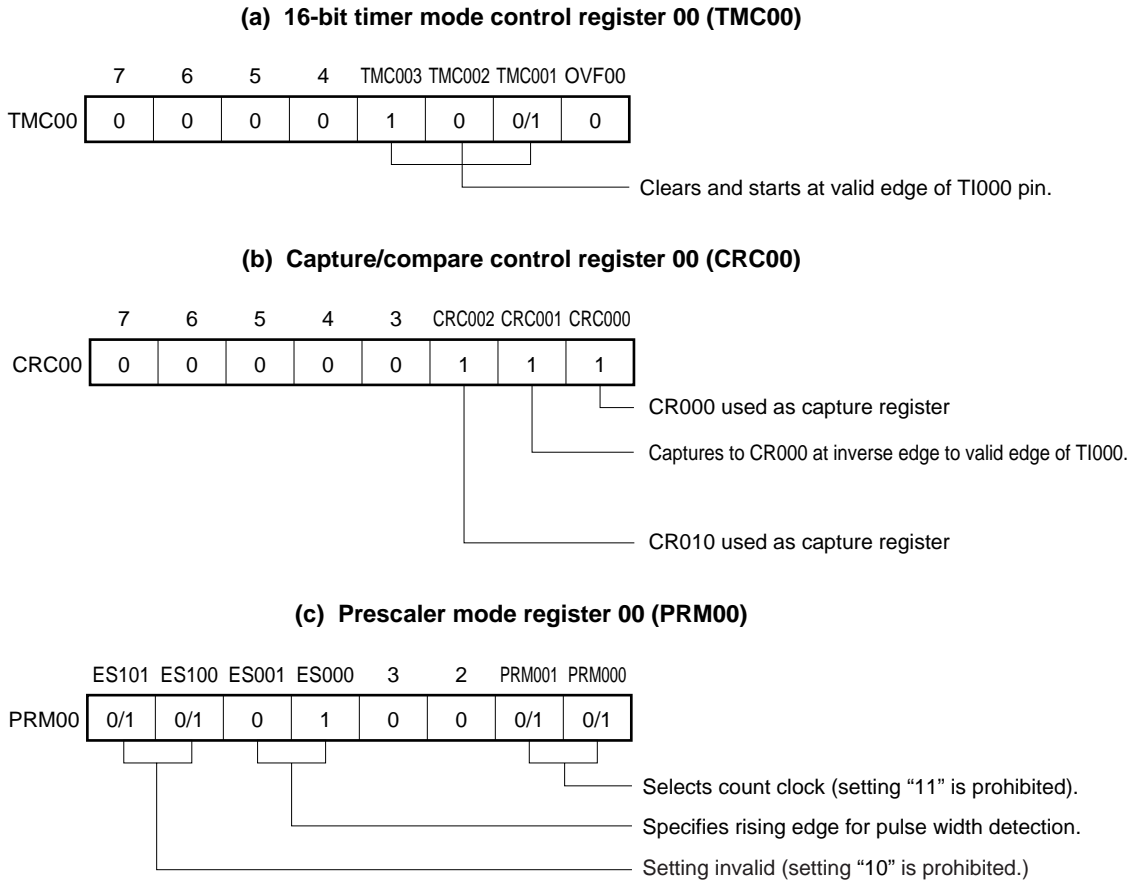 (a) 16-bit timer mode control register 00 (TMC00)
7 6 5 4 TMC003 TMC002 TMC001 OVF00
TMC00 0 0 0 0 1 0 0/1 0
Clears and starts at valid edge of TI000 pin.
(b) Capture/compare control register 00 (CRC00)
7 6 5 4 3 CRC002 CRC001 CRC000
CRC00 0 0 0 0 0 1 1 1
CR000 used as capture register
Captures to CR000 at inverse edge to valid edge of TI000.
CR010 used as capture register
(c) Prescaler mode register 00 (PRM00)
ES101 ES100 ES001 ES000 3 2 PRM001 PRM000
PRM00 0/1 0/1 0 1 0 0 0/1 0/1
Selects count clock (setting “11” is prohibited).
Specifies rising edge for pulse width detection.
Setting invalid (setting “10” is prohibited.)